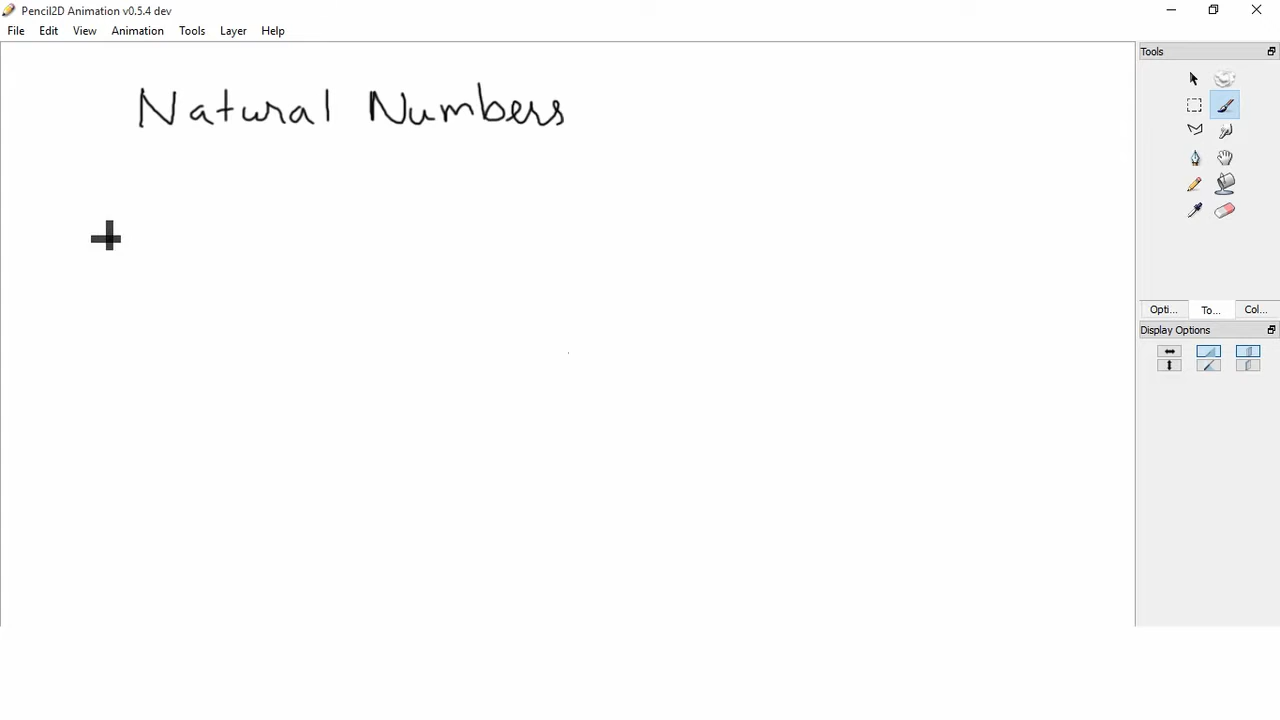 Pencil2D Animation v0.5.4 dev
File Edit View Animation Tools Layer Help
Tools
Natural Numbers
Opti... To... Col...
Display Options